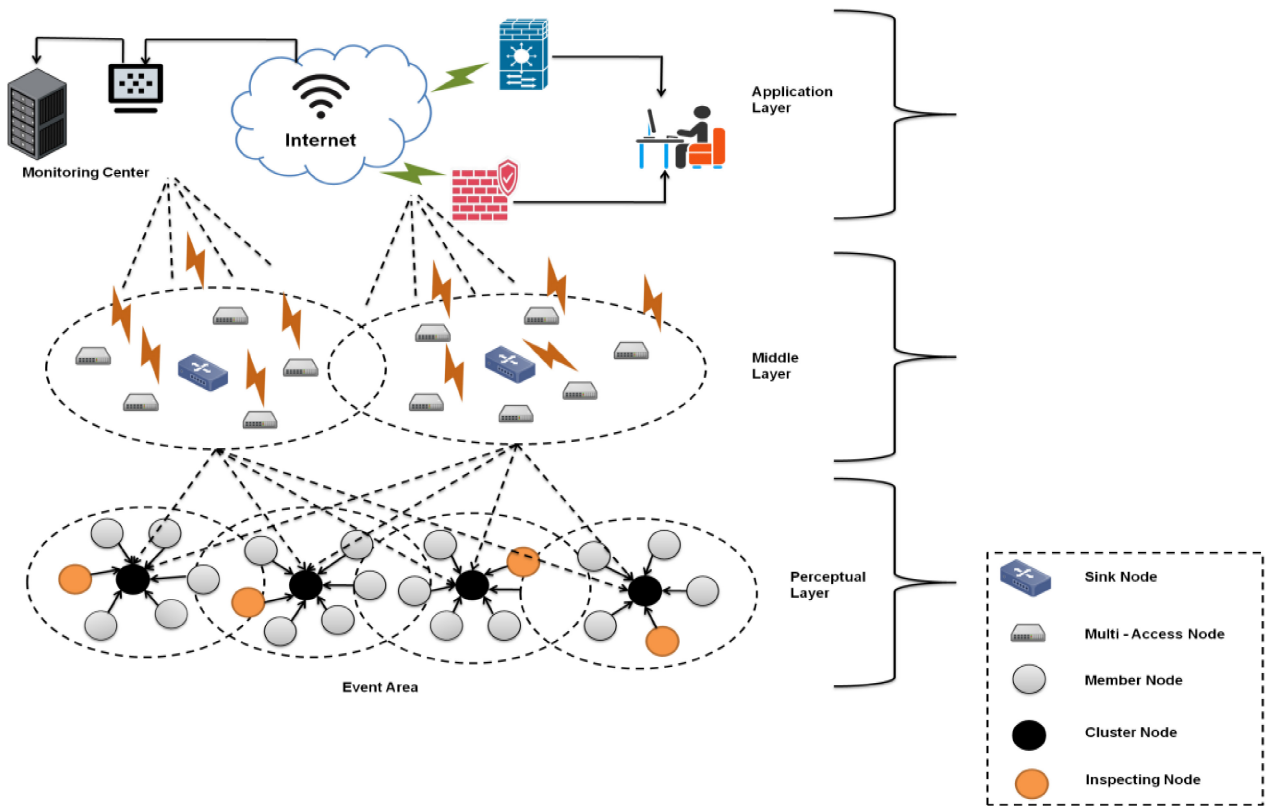 Internet
Monitoring Center
Application
Layer
Middle
Layer
Perceptual
Layer
Event Area
Sink Node
Multi - Access Node
Member Node
Cluster Node
Inspecting Node